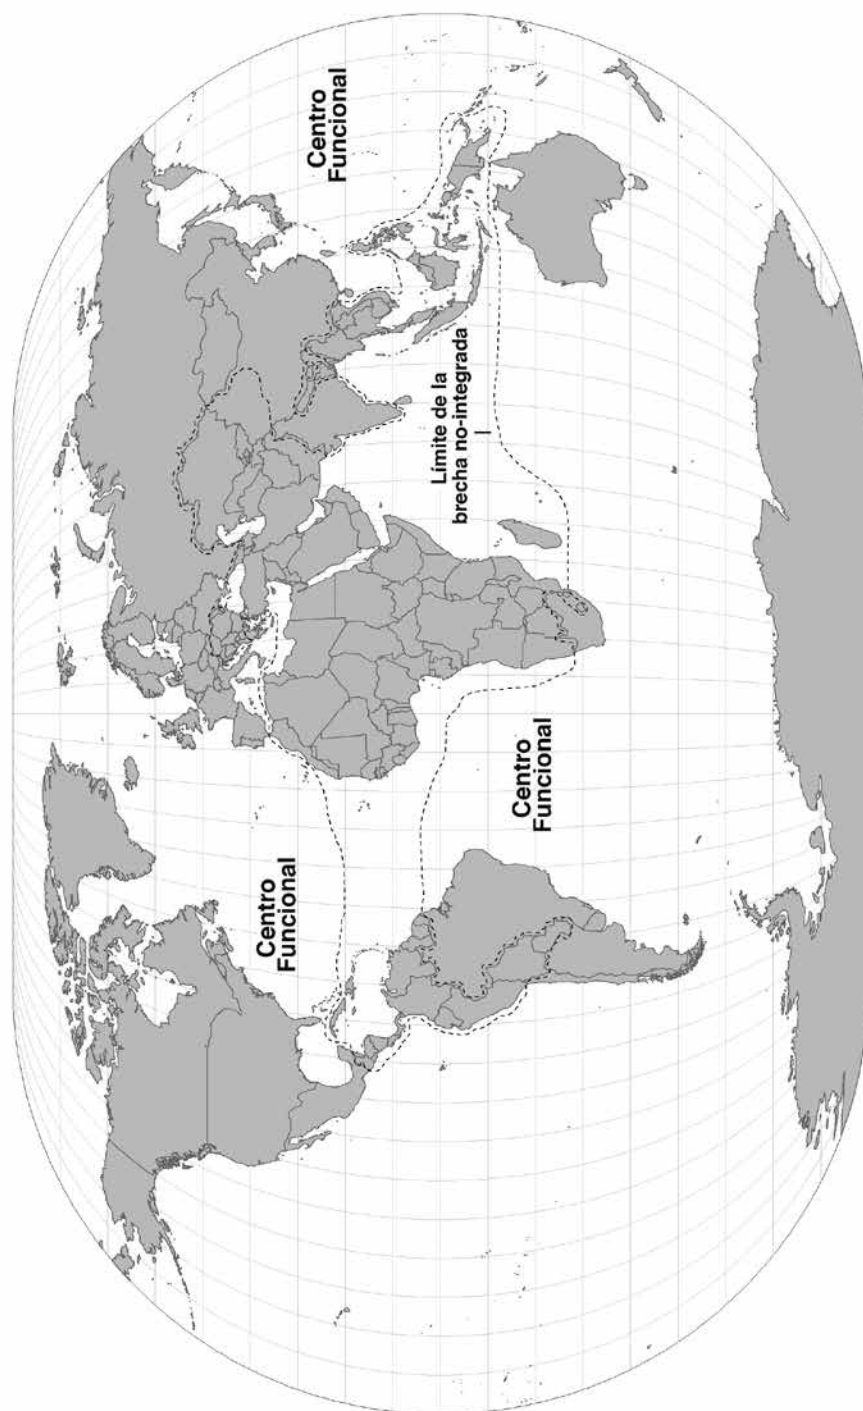 Centro
Funcional
Centro
Funcional
Centro
Funcional
Límite de la
brecha no-integrada